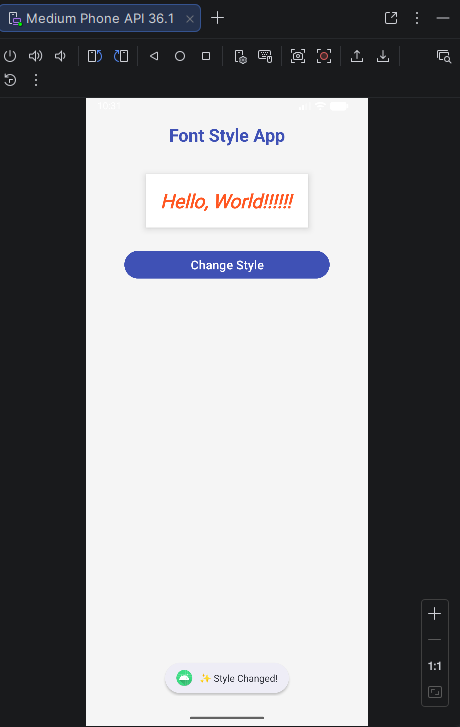 Medium Phone API 36.1
Font Style App
Hello, World!!!!!!
Change Style
✨ Style Changed!
1:1